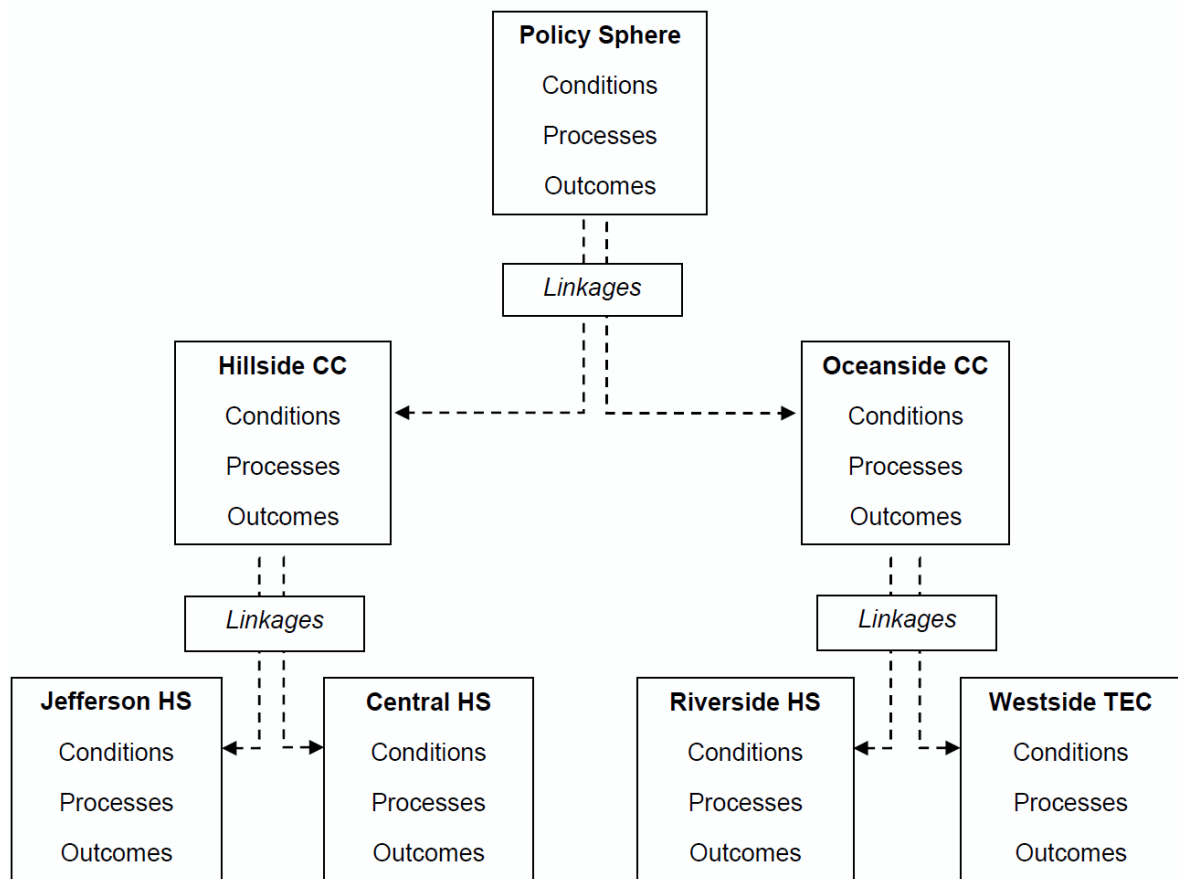 Policy Sphere
Conditions
Processes
Outcomes
Linkages
Hillside CC
Conditions
Processes
Outcomes
Oceanside CC
Conditions
Processes
Outcomes
Linkages
Linkages
Jefferson HS
Conditions
Processes
Outcomes
Central HS
Conditions
Processes
Outcomes
Riverside HS
Conditions
Processes
Outcomes
Westside TEC
Conditions
Processes
Outcomes